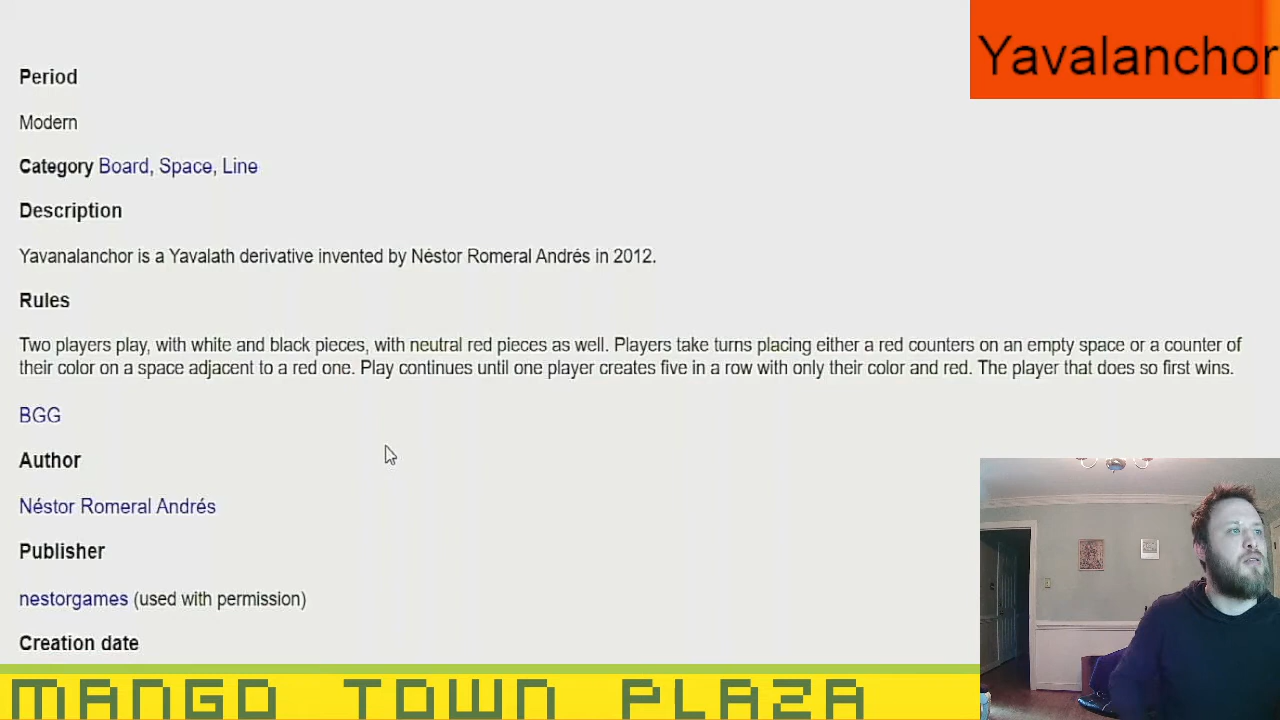 Yavalanchor
Period
Modern
Category Board, Space, Line
Description
Yavanalanchor is a Yavalath derivative invented by Néstor Romeral Andrés in 2012.
Rules
Two players play, with white and black pieces, with neutral red pieces as well. Players take turns placing either a red counters on an empty space or a counter of
their color on a space adjacent to a red one. Play continues until one player creates five in a row with only their color and red. The player that does so first wins.
BGG
Author
Néstor Romeral Andrés
Publisher
nestorgames (used with permission)
Creation date
MANGO TOWN PLAZA